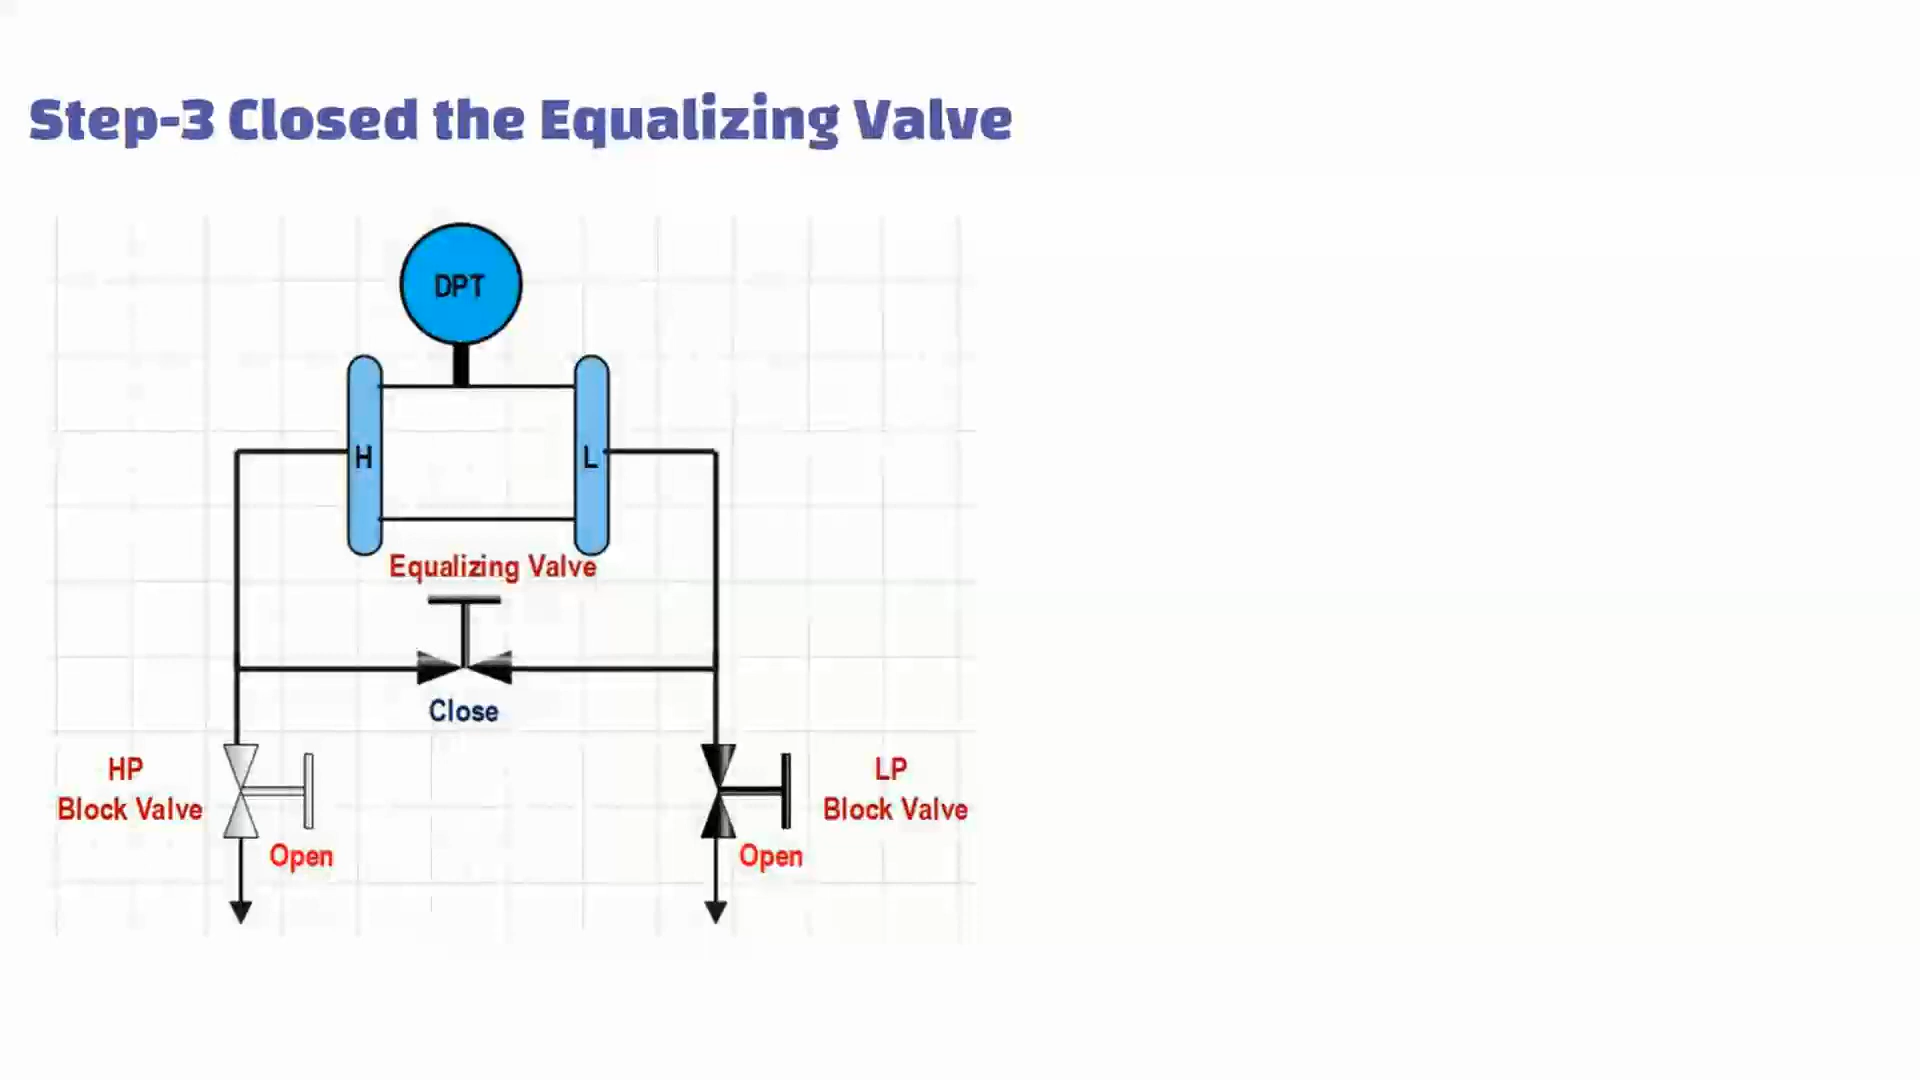 Step-3 Closed the Equalizing Valve
DPT
H
L
Equalizing Valve
Close
HP
Block Valve
Open
LP
Block Valve
Open